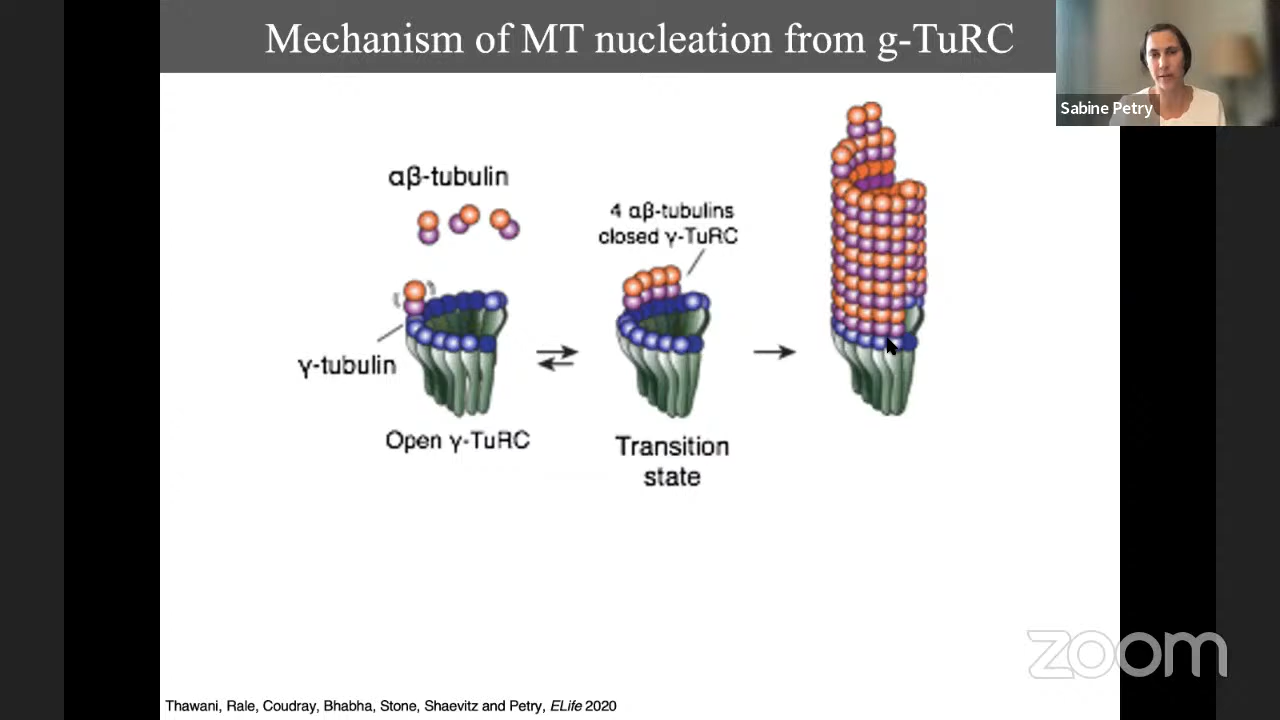 Mechanism of MT nucleation from g-TuRC
Sabine Petry
αβ-tubulin
4 αβ-tubulins
closed γ-TuRC
γ-tubulin
Open γ-TuRC
Transition
state
zoom
Thawani, Rale, Coudray, Bhabha, Stone, Shaevitz and Petry, ELife 2020